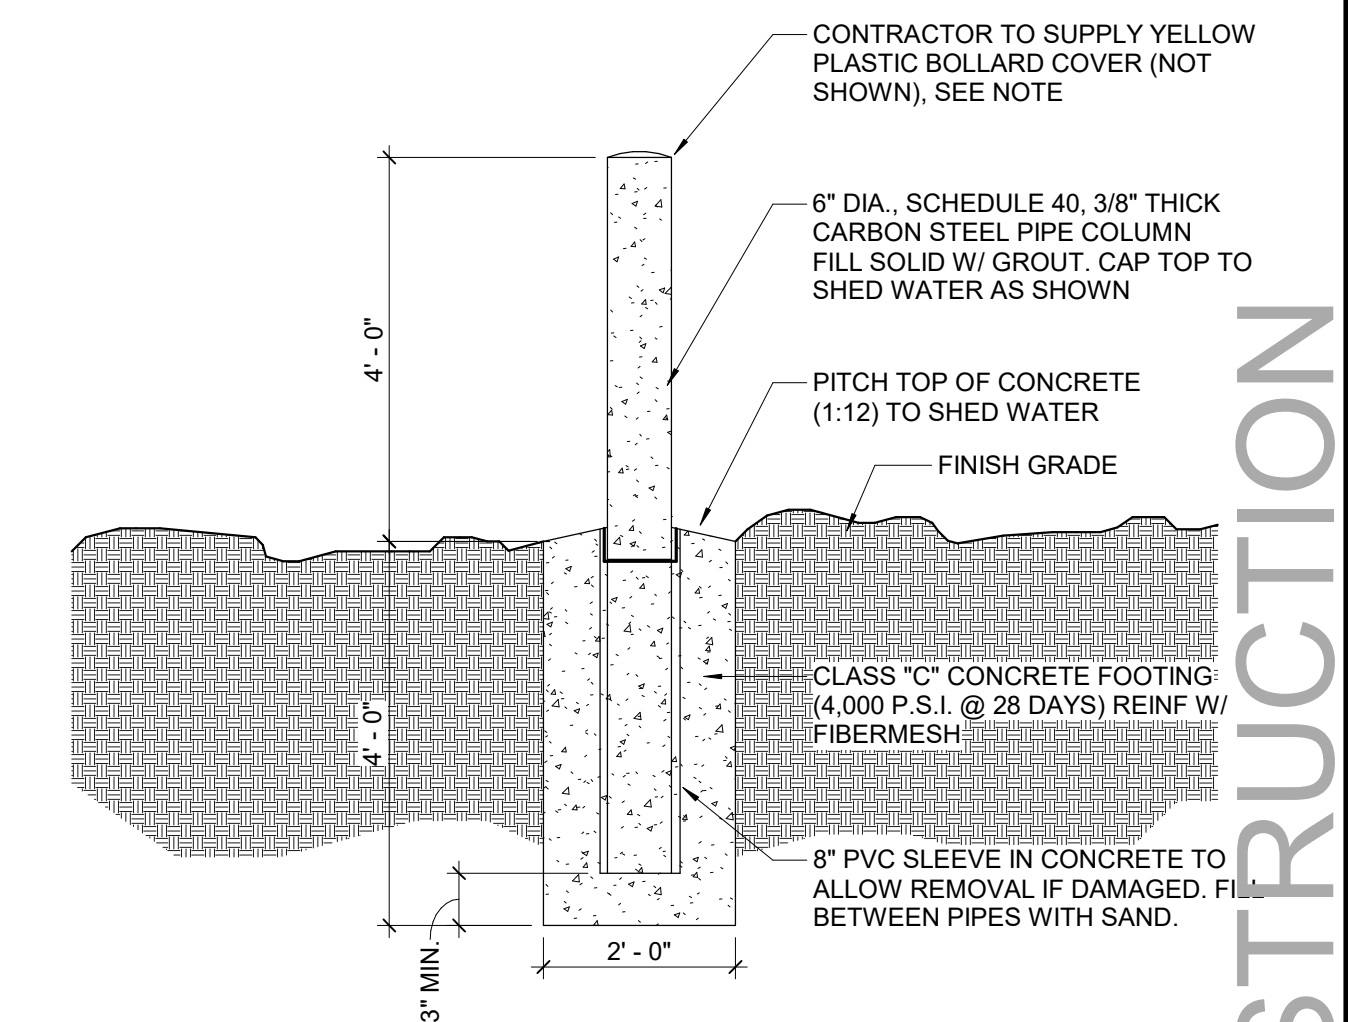 CONTRACTOR TO SUPPLY YELLOW
PLASTIC BOLLARD COVER (NOT
SHOWN), SEE NOTE
6" DIA., SCHEDULE 40, 3/8" THICK
CARBON STEEL PIPE COLUMN
FILL SOLID W/ GROUT. CAP TOP TO
SHED WATER AS SHOWN
4' - 0"
PITCH TOP OF CONCRETE
(1:12) TO SHED WATER
FINISH GRADE
CLASS "C" CONCRETE FOOTING
(4,000 P.S.I. @ 28 DAYS) REINF W/
FIBERMESH
4' - 0"
8" PVC SLEEVE IN CONCRETE TO
ALLOW REMOVAL IF DAMAGED. FILL
BETWEEN PIPES WITH SAND.
2' - 0"
3" MIN.
STRUCTION